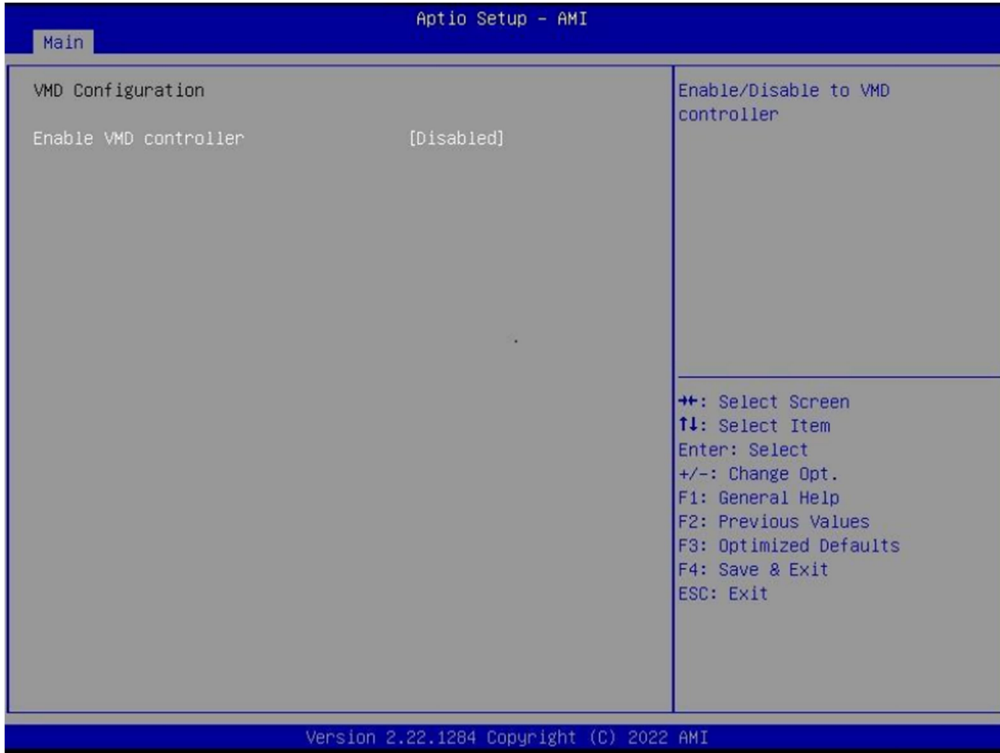 Aptio Setup - AMI
Main
VMD Configuration
Enable VMD controller [Disabled]
Enable/Disable to VMD
controller
→←: Select Screen
↑↓: Select Item
Enter: Select
+/-: Change Opt.
F1: General Help
F2: Previous Values
F3: Optimized Defaults
F4: Save & Exit
ESC: Exit
Version 2.22.1284 Copyright (C) 2022 AMI